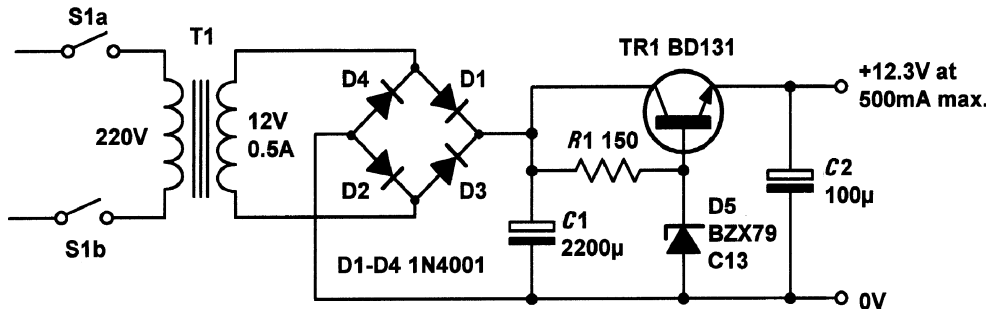 S1a
T1
TR1 BD131
D4
D1
+12.3V at
500mA max.
220V
12V
0.5A
R1 150
D2
D3
C2
100µ
S1b
C1
2200µ
D5
BZX79
C13
D1-D4 1N4001
0V